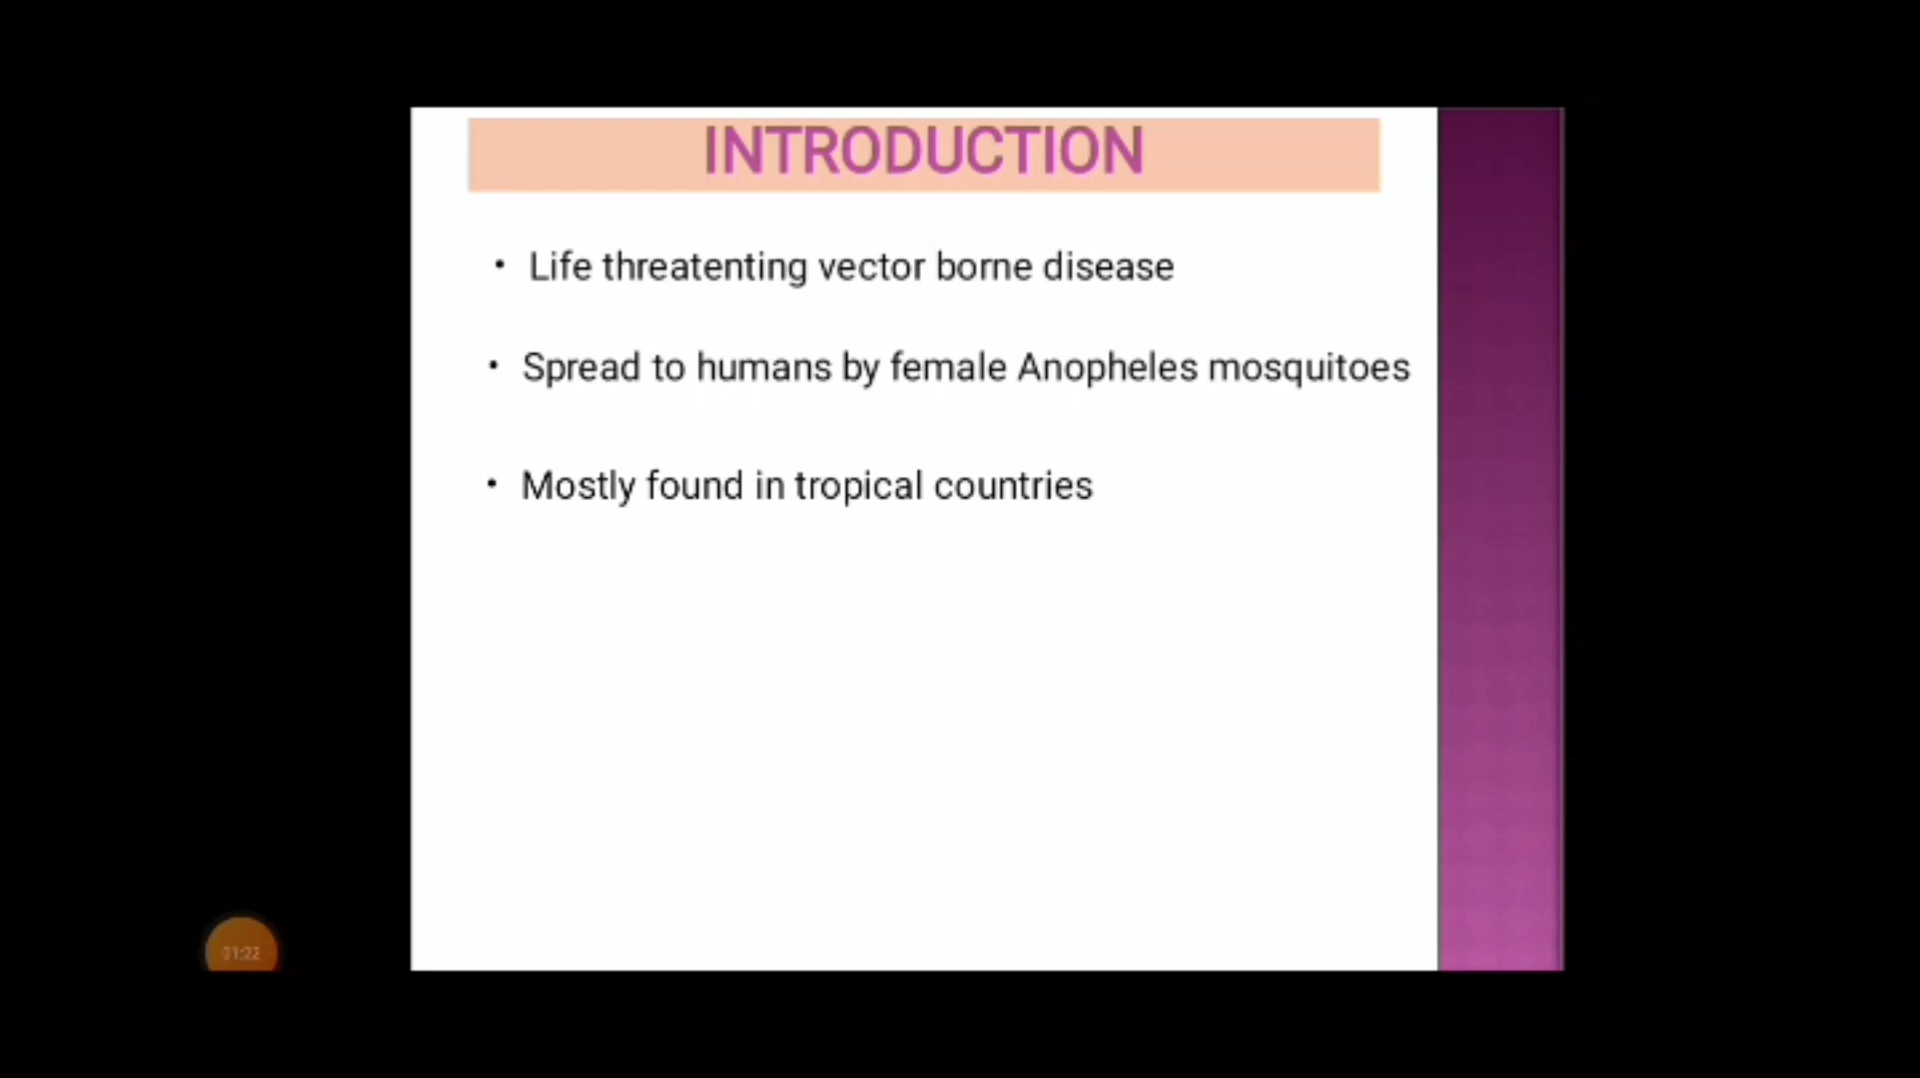 INTRODUCTION
• Life threatenting vector borne disease
• Spread to humans by female Anopheles mosquitoes
• Mostly found in tropical countries
01:22